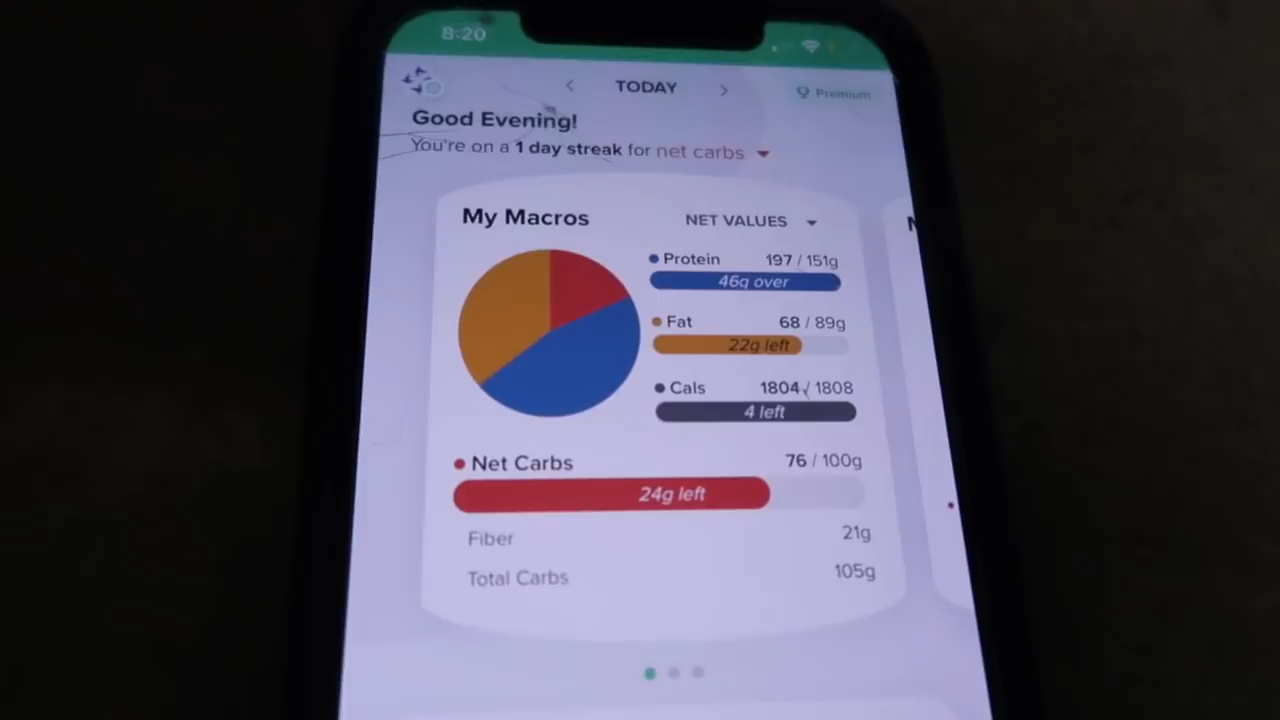 8:20
TODAY
Premium
Good Evening!
You're on a 1 day streak for net carbs
My Macros
NET VALUES
Protein 197 / 151g
46g over
Fat 68 / 89g
22g left
Cals 1804 / 1808
4 left
Net Carbs 76 / 100g
24g left
Fiber 21g
Total Carbs 105g